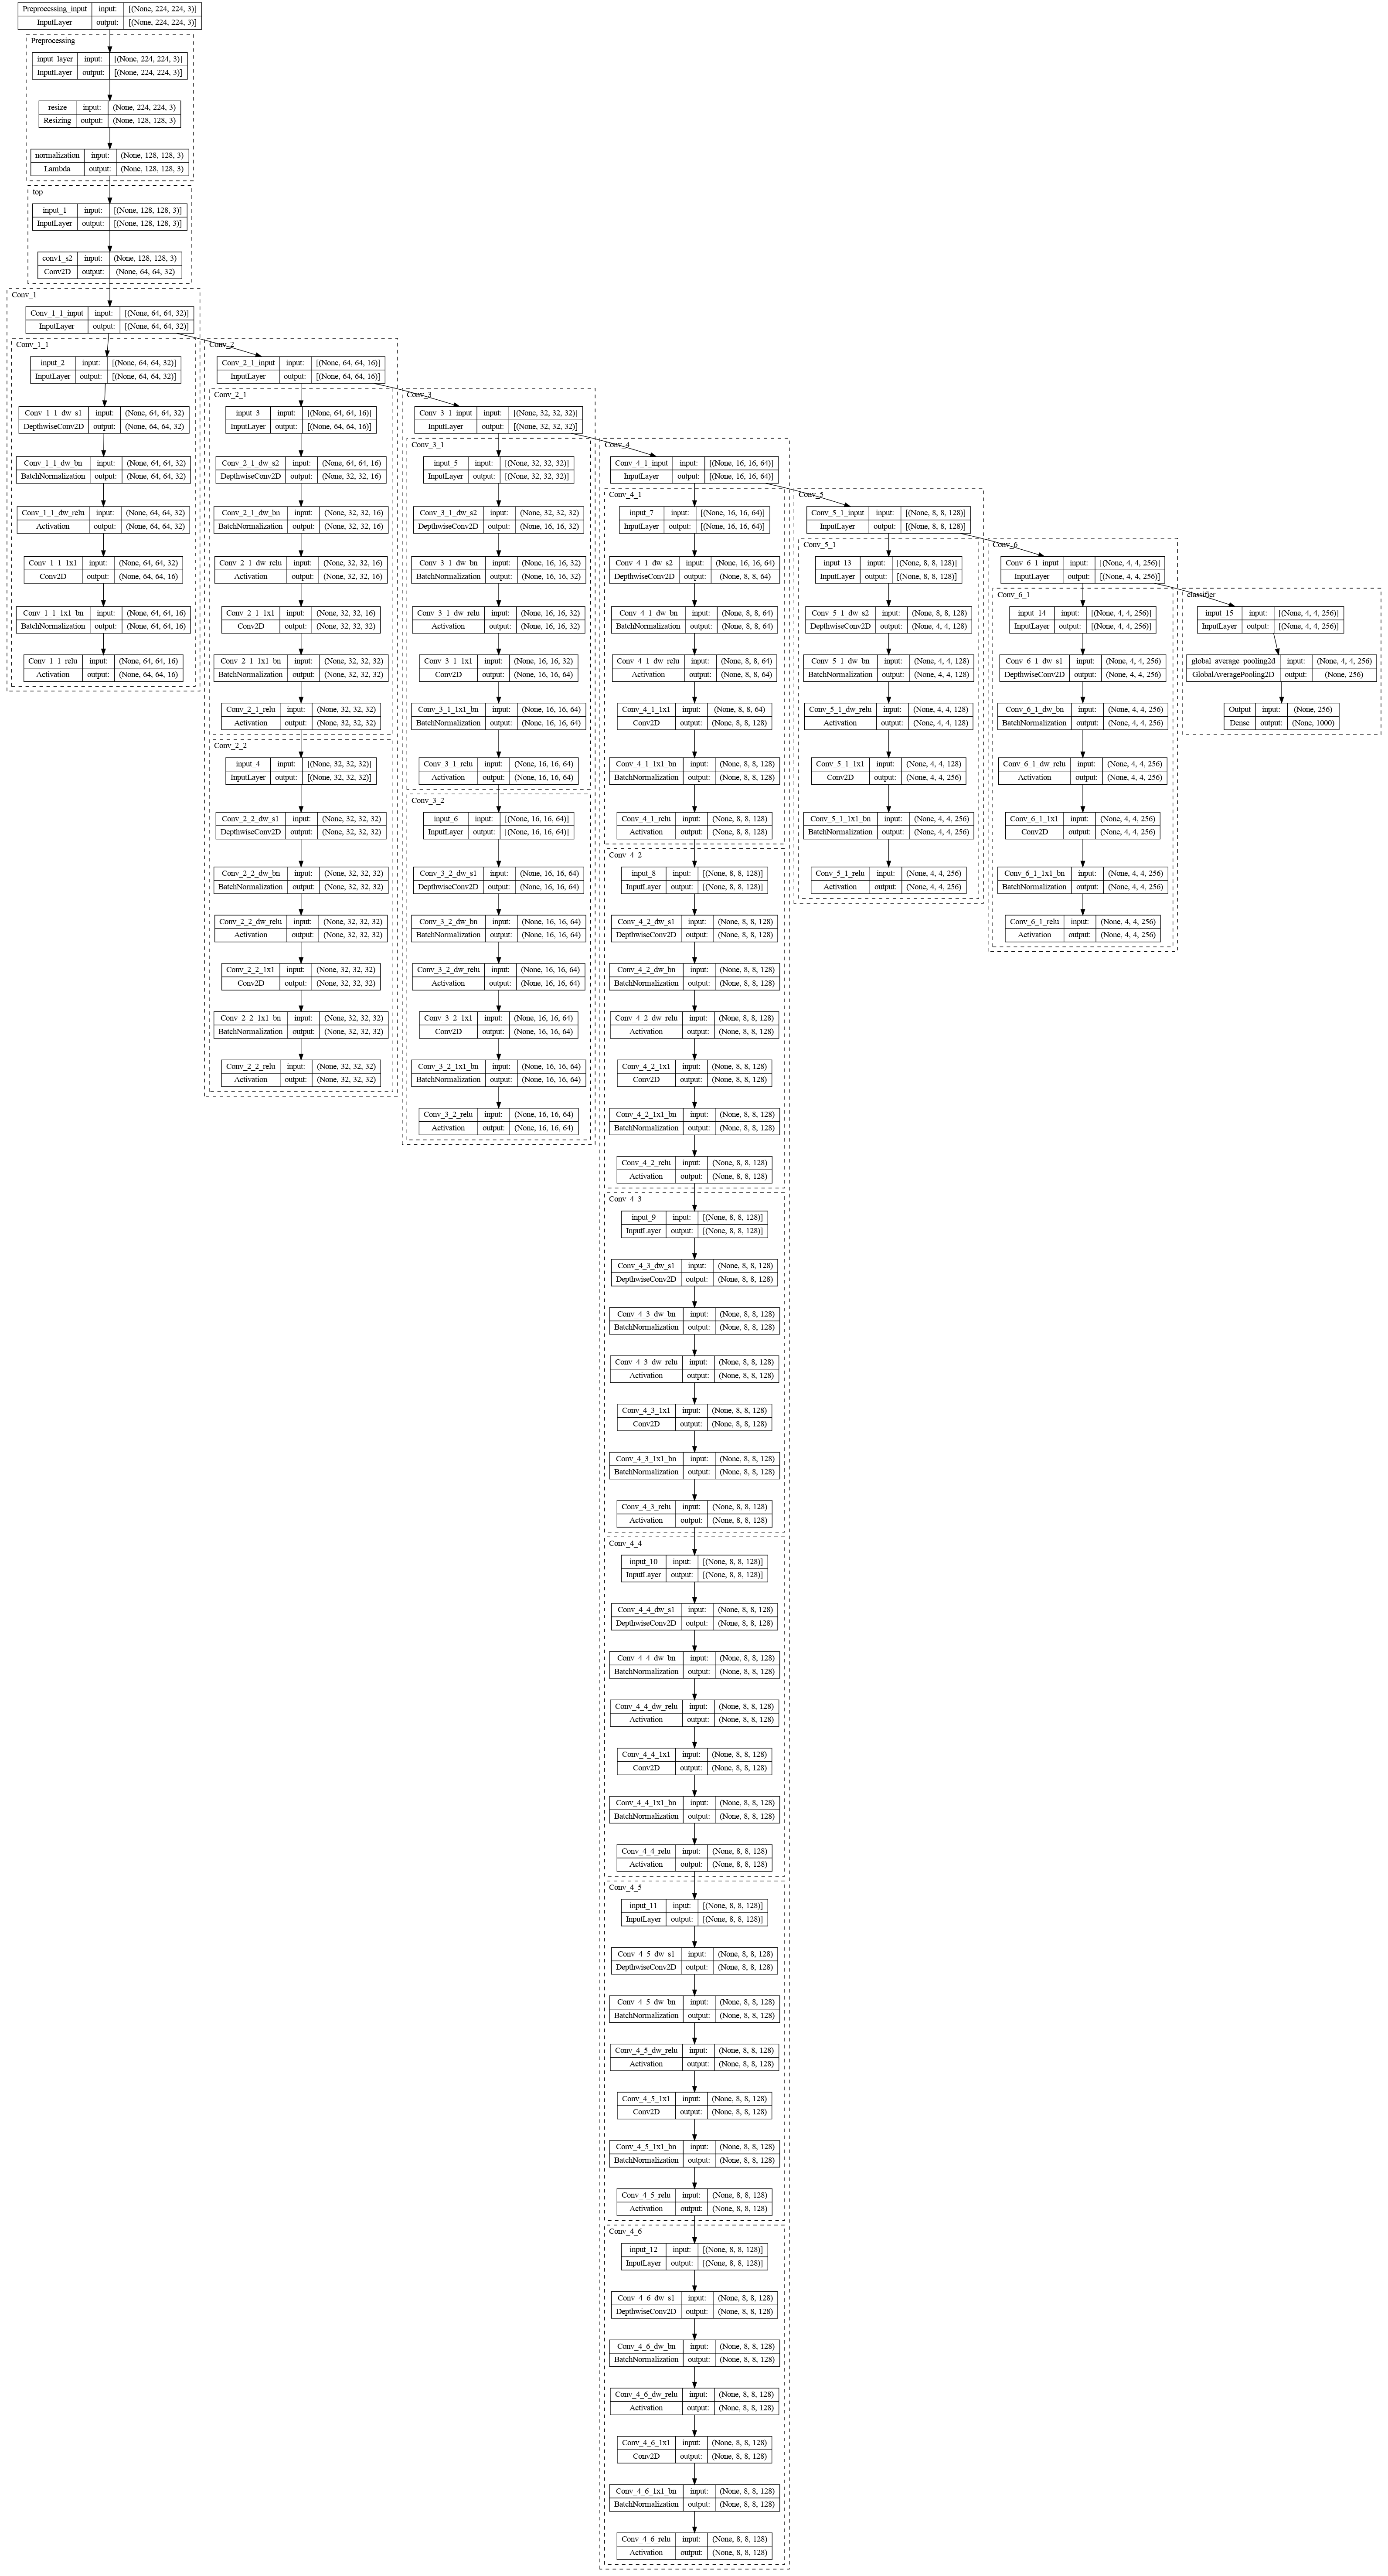 Preprocessing_input input: [(None, 224, 224, 3)]
InputLayer output: [(None, 224, 224, 3)]
Preprocessing
input_layer input: [(None, 224, 224, 3)]
InputLayer output: [(None, 224, 224, 3)]
resize input: (None, 224, 224, 3)
Resizing output: (None, 128, 128, 3)
normalization input: (None, 128, 128, 3)
Lambda output: (None, 128, 128, 3)
top
input_1 input: [(None, 128, 128, 3)]
InputLayer output: [(None, 128, 128, 3)]
conv1_s2 input: (None, 128, 128, 3)
Conv2D output: (None, 64, 64, 32)
Conv_1
Conv_1_1_input input: [(None, 64, 64, 32)]
InputLayer output: [(None, 64, 64, 32)]
Conv_1_1
input_2 input: [(None, 64, 64, 32)]
InputLayer output: [(None, 64, 64, 32)]
Conv_1_1_dw_s1 input: (None, 64, 64, 32)
DepthwiseConv2D output: (None, 64, 64, 32)
Conv_1_1_dw_bn input: (None, 64, 64, 32)
BatchNormalization output: (None, 64, 64, 32)
Conv_1_1_dw_relu input: (None, 64, 64, 32)
Activation output: (None, 64, 64, 32)
Conv_1_1_1x1 input: (None, 64, 64, 32)
Conv2D output: (None, 64, 64, 16)
Conv_1_1_1x1_bn input: (None, 64, 64, 16)
BatchNormalization output: (None, 64, 64, 16)
Conv_1_1_relu input: (None, 64, 64, 16)
Activation output: (None, 64, 64, 16)
Conv_2
Conv_2_1_input input: [(None, 64, 64, 16)]
InputLayer output: [(None, 64, 64, 16)]
Conv_2_1
input_3 input: [(None, 64, 64, 16)]
InputLayer output: [(None, 64, 64, 16)]
Conv_2_1_dw_s2 input: (None, 64, 64, 16)
DepthwiseConv2D output: (None, 32, 32, 16)
Conv_2_1_dw_bn input: (None, 32, 32, 16)
BatchNormalization output: (None, 32, 32, 16)
Conv_2_1_dw_relu input: (None, 32, 32, 16)
Activation output: (None, 32, 32, 16)
Conv_2_1_1x1 input: (None, 32, 32, 16)
Conv2D output: (None, 32, 32, 32)
Conv_2_1_1x1_bn input: (None, 32, 32, 32)
BatchNormalization output: (None, 32, 32, 32)
Conv_2_1_relu input: (None, 32, 32, 32)
Activation output: (None, 32, 32, 32)
Conv_2_2
input_4 input: [(None, 32, 32, 32)]
InputLayer output: [(None, 32, 32, 32)]
Conv_2_2_dw_s1 input: (None, 32, 32, 32)
DepthwiseConv2D output: (None, 32, 32, 32)
Conv_2_2_dw_bn input: (None, 32, 32, 32)
BatchNormalization output: (None, 32, 32, 32)
Conv_2_2_dw_relu input: (None, 32, 32, 32)
Activation output: (None, 32, 32, 32)
Conv_2_2_1x1 input: (None, 32, 32, 32)
Conv2D output: (None, 32, 32, 32)
Conv_2_2_1x1_bn input: (None, 32, 32, 32)
BatchNormalization output: (None, 32, 32, 32)
Conv_2_2_relu input: (None, 32, 32, 32)
Activation output: (None, 32, 32, 32)
Conv_3
Conv_3_1_input input: [(None, 32, 32, 32)]
InputLayer output: [(None, 32, 32, 32)]
Conv_3_1
input_5 input: [(None, 32, 32, 32)]
InputLayer output: [(None, 32, 32, 32)]
Conv_3_1_dw_s2 input: (None, 32, 32, 32)
DepthwiseConv2D output: (None, 16, 16, 32)
Conv_3_1_dw_bn input: (None, 16, 16, 32)
BatchNormalization output: (None, 16, 16, 32)
Conv_3_1_dw_relu input: (None, 16, 16, 32)
Activation output: (None, 16, 16, 32)
Conv_3_1_1x1 input: (None, 16, 16, 32)
Conv2D output: (None, 16, 16, 64)
Conv_3_1_1x1_bn input: (None, 16, 16, 64)
BatchNormalization output: (None, 16, 16, 64)
Conv_3_1_relu input: (None, 16, 16, 64)
Activation output: (None, 16, 16, 64)
Conv_3_2
input_6 input: [(None, 16, 16, 64)]
InputLayer output: [(None, 16, 16, 64)]
Conv_3_2_dw_s1 input: (None, 16, 16, 64)
DepthwiseConv2D output: (None, 16, 16, 64)
Conv_3_2_dw_bn input: (None, 16, 16, 64)
BatchNormalization output: (None, 16, 16, 64)
Conv_3_2_dw_relu input: (None, 16, 16, 64)
Activation output: (None, 16, 16, 64)
Conv_3_2_1x1 input: (None, 16, 16, 64)
Conv2D output: (None, 16, 16, 64)
Conv_3_2_1x1_bn input: (None, 16, 16, 64)
BatchNormalization output: (None, 16, 16, 64)
Conv_3_2_relu input: (None, 16, 16, 64)
Activation output: (None, 16, 16, 64)
Conv_4
Conv_4_1_input input: [(None, 16, 16, 64)]
InputLayer output: [(None, 16, 16, 64)]
Conv_4_1
input_7 input: [(None, 16, 16, 64)]
InputLayer output: [(None, 16, 16, 64)]
Conv_4_1_dw_s2 input: (None, 16, 16, 64)
DepthwiseConv2D output: (None, 8, 8, 64)
Conv_4_1_dw_bn input: (None, 8, 8, 64)
BatchNormalization output: (None, 8, 8, 64)
Conv_4_1_dw_relu input: (None, 8, 8, 64)
Activation output: (None, 8, 8, 64)
Conv_4_1_1x1 input: (None, 8, 8, 64)
Conv2D output: (None, 8, 8, 128)
Conv_4_1_1x1_bn input: (None, 8, 8, 128)
BatchNormalization output: (None, 8, 8, 128)
Conv_4_1_relu input: (None, 8, 8, 128)
Activation output: (None, 8, 8, 128)
Conv_4_2
input_8 input: [(None, 8, 8, 128)]
InputLayer output: [(None, 8, 8, 128)]
Conv_4_2_dw_s1 input: (None, 8, 8, 128)
DepthwiseConv2D output: (None, 8, 8, 128)
Conv_4_2_dw_bn input: (None, 8, 8, 128)
BatchNormalization output: (None, 8, 8, 128)
Conv_4_2_dw_relu input: (None, 8, 8, 128)
Activation output: (None, 8, 8, 128)
Conv_4_2_1x1 input: (None, 8, 8, 128)
Conv2D output: (None, 8, 8, 128)
Conv_4_2_1x1_bn input: (None, 8, 8, 128)
BatchNormalization output: (None, 8, 8, 128)
Conv_4_2_relu input: (None, 8, 8, 128)
Activation output: (None, 8, 8, 128)
Conv_4_3
input_9 input: [(None, 8, 8, 128)]
InputLayer output: [(None, 8, 8, 128)]
Conv_4_3_dw_s1 input: (None, 8, 8, 128)
DepthwiseConv2D output: (None, 8, 8, 128)
Conv_4_3_dw_bn input: (None, 8, 8, 128)
BatchNormalization output: (None, 8, 8, 128)
Conv_4_3_dw_relu input: (None, 8, 8, 128)
Activation output: (None, 8, 8, 128)
Conv_4_3_1x1 input: (None, 8, 8, 128)
Conv2D output: (None, 8, 8, 128)
Conv_4_3_1x1_bn input: (None, 8, 8, 128)
BatchNormalization output: (None, 8, 8, 128)
Conv_4_3_relu input: (None, 8, 8, 128)
Activation output: (None, 8, 8, 128)
Conv_4_4
input_10 input: [(None, 8, 8, 128)]
InputLayer output: [(None, 8, 8, 128)]
Conv_4_4_dw_s1 input: (None, 8, 8, 128)
DepthwiseConv2D output: (None, 8, 8, 128)
Conv_4_4_dw_bn input: (None, 8, 8, 128)
BatchNormalization output: (None, 8, 8, 128)
Conv_4_4_dw_relu input: (None, 8, 8, 128)
Activation output: (None, 8, 8, 128)
Conv_4_4_1x1 input: (None, 8, 8, 128)
Conv2D output: (None, 8, 8, 128)
Conv_4_4_1x1_bn input: (None, 8, 8, 128)
BatchNormalization output: (None, 8, 8, 128)
Conv_4_4_relu input: (None, 8, 8, 128)
Activation output: (None, 8, 8, 128)
Conv_4_5
input_11 input: [(None, 8, 8, 128)]
InputLayer output: [(None, 8, 8, 128)]
Conv_4_5_dw_s1 input: (None, 8, 8, 128)
DepthwiseConv2D output: (None, 8, 8, 128)
Conv_4_5_dw_bn input: (None, 8, 8, 128)
BatchNormalization output: (None, 8, 8, 128)
Conv_4_5_dw_relu input: (None, 8, 8, 128)
Activation output: (None, 8, 8, 128)
Conv_4_5_1x1 input: (None, 8, 8, 128)
Conv2D output: (None, 8, 8, 128)
Conv_4_5_1x1_bn input: (None, 8, 8, 128)
BatchNormalization output: (None, 8, 8, 128)
Conv_4_5_relu input: (None, 8, 8, 128)
Activation output: (None, 8, 8, 128)
Conv_4_6
input_12 input: [(None, 8, 8, 128)]
InputLayer output: [(None, 8, 8, 128)]
Conv_4_6_dw_s1 input: (None, 8, 8, 128)
DepthwiseConv2D output: (None, 8, 8, 128)
Conv_4_6_dw_bn input: (None, 8, 8, 128)
BatchNormalization output: (None, 8, 8, 128)
Conv_4_6_dw_relu input: (None, 8, 8, 128)
Activation output: (None, 8, 8, 128)
Conv_4_6_1x1 input: (None, 8, 8, 128)
Conv2D output: (None, 8, 8, 128)
Conv_4_6_1x1_bn input: (None, 8, 8, 128)
BatchNormalization output: (None, 8, 8, 128)
Conv_4_6_relu input: (None, 8, 8, 128)
Activation output: (None, 8, 8, 128)
Conv_5
Conv_5_1_input input: [(None, 8, 8, 128)]
InputLayer output: [(None, 8, 8, 128)]
Conv_5_1
input_13 input: [(None, 8, 8, 128)]
InputLayer output: [(None, 8, 8, 128)]
Conv_5_1_dw_s2 input: (None, 8, 8, 128)
DepthwiseConv2D output: (None, 4, 4, 128)
Conv_5_1_dw_bn input: (None, 4, 4, 128)
BatchNormalization output: (None, 4, 4, 128)
Conv_5_1_dw_relu input: (None, 4, 4, 128)
Activation output: (None, 4, 4, 128)
Conv_5_1_1x1 input: (None, 4, 4, 128)
Conv2D output: (None, 4, 4, 256)
Conv_5_1_1x1_bn input: (None, 4, 4, 256)
BatchNormalization output: (None, 4, 4, 256)
Conv_5_1_relu input: (None, 4, 4, 256)
Activation output: (None, 4, 4, 256)
Conv_6
Conv_6_1_input input: [(None, 4, 4, 256)]
InputLayer output: [(None, 4, 4, 256)]
Conv_6_1
input_14 input: [(None, 4, 4, 256)]
InputLayer output: [(None, 4, 4, 256)]
Conv_6_1_dw_s1 input: (None, 4, 4, 256)
DepthwiseConv2D output: (None, 4, 4, 256)
Conv_6_1_dw_bn input: (None, 4, 4, 256)
BatchNormalization output: (None, 4, 4, 256)
Conv_6_1_dw_relu input: (None, 4, 4, 256)
Activation output: (None, 4, 4, 256)
Conv_6_1_1x1 input: (None, 4, 4, 256)
Conv2D output: (None, 4, 4, 256)
Conv_6_1_1x1_bn input: (None, 4, 4, 256)
BatchNormalization output: (None, 4, 4, 256)
Conv_6_1_relu input: (None, 4, 4, 256)
Activation output: (None, 4, 4, 256)
classifier
input_15 input: [(None, 4, 4, 256)]
InputLayer output: [(None, 4, 4, 256)]
global_average_pooling2d input: (None, 4, 4, 256)
GlobalAveragePooling2D output: (None, 256)
Output input: (None, 256)
Dense output: (None, 1000)